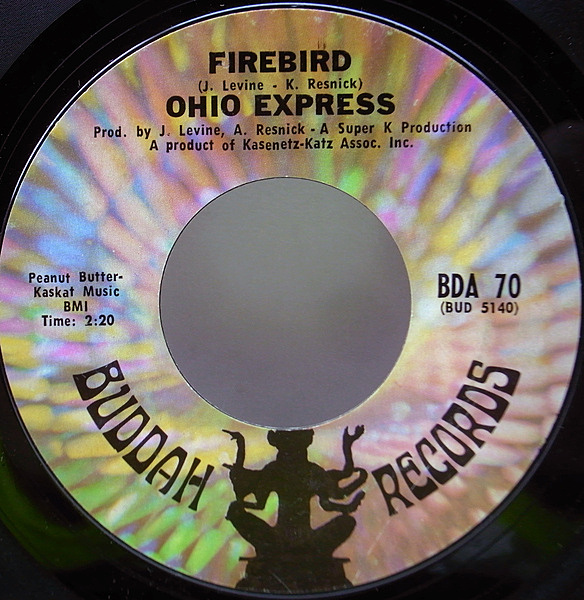 FIREBIRD
(J. Levine - K. Resnick)
OHIO EXPRESS
Prod. by J. Levine, A. Resnick - A Super K Production
A product of Kasenetz-Katz Assoc. Inc.
Peanut Butter-
Kaskat Music
BMI
Time: 2:20
BDA 70
(BUD 5140)
BUDDAH RECORDS